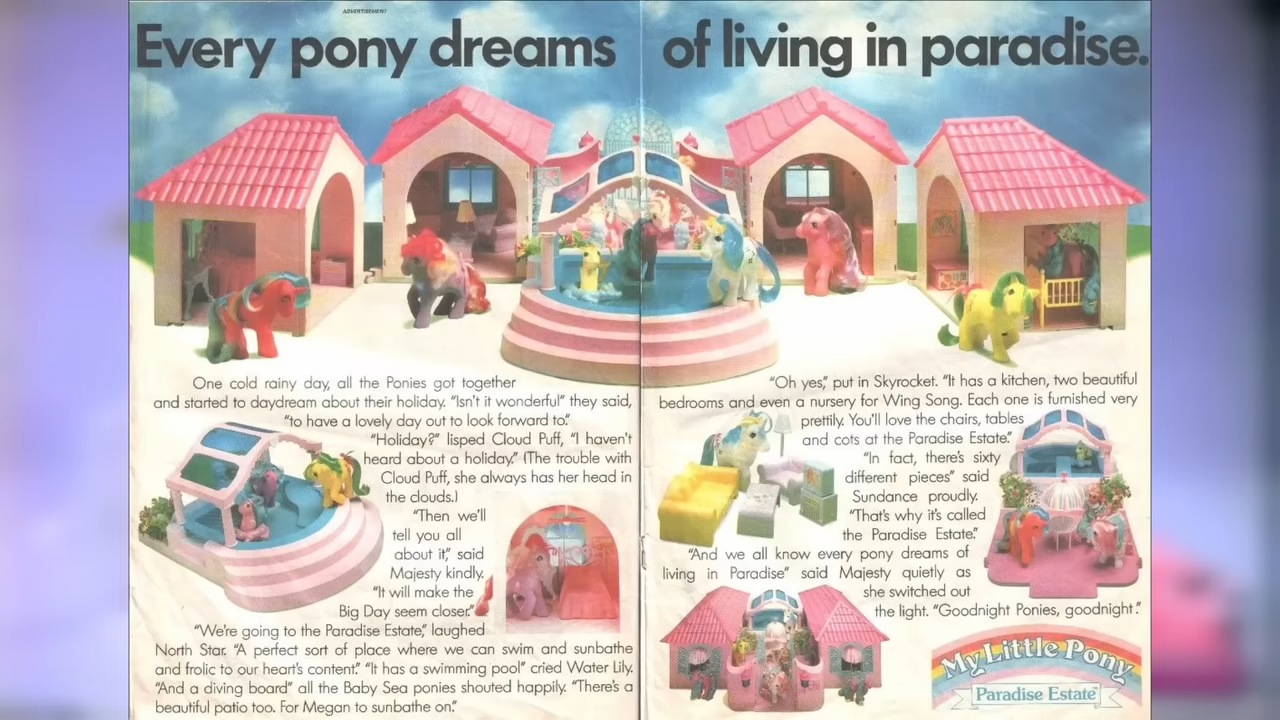 ADVERTISEMENT
Every pony dreams of living in paradise.
One cold rainy day, all the Ponies got together
and started to daydream about their holiday. “Isn't it wonderful” they said,
“to have a lovely day out to look forward to.”
“Holiday?” lisped Cloud Puff, “I haven't
heard about a holiday.” (The trouble with
Cloud Puff, she always has her head in
the clouds.)
“Then we'll
tell you all
about it,” said
Majesty kindly.
“It will make the
Big Day seem closer.”
“We're going to the Paradise Estate,” laughed
North Star. “A perfect sort of place where we can swim and sunbathe
and frolic to our heart's content.” “It has a swimming pool” cried Water Lily.
“And a diving board” all the Baby Sea ponies shouted happily. “There's a
beautiful patio too. For Megan to sunbathe on.”
“Oh yes,” put in Skyrocket. “It has a kitchen, two beautiful
bedrooms and even a nursery for Wing Song. Each one is furnished very
prettily. You'll love the chairs, tables
and cots at the Paradise Estate.”
“In fact, there's sixty
different pieces” said
Sundance proudly.
“That's why it's called
the Paradise Estate.”
“And we all know every pony dreams of
living in Paradise” said Majesty quietly as
she switched out
the light. “Goodnight Ponies, goodnight.”
My Little Pony
Paradise Estate